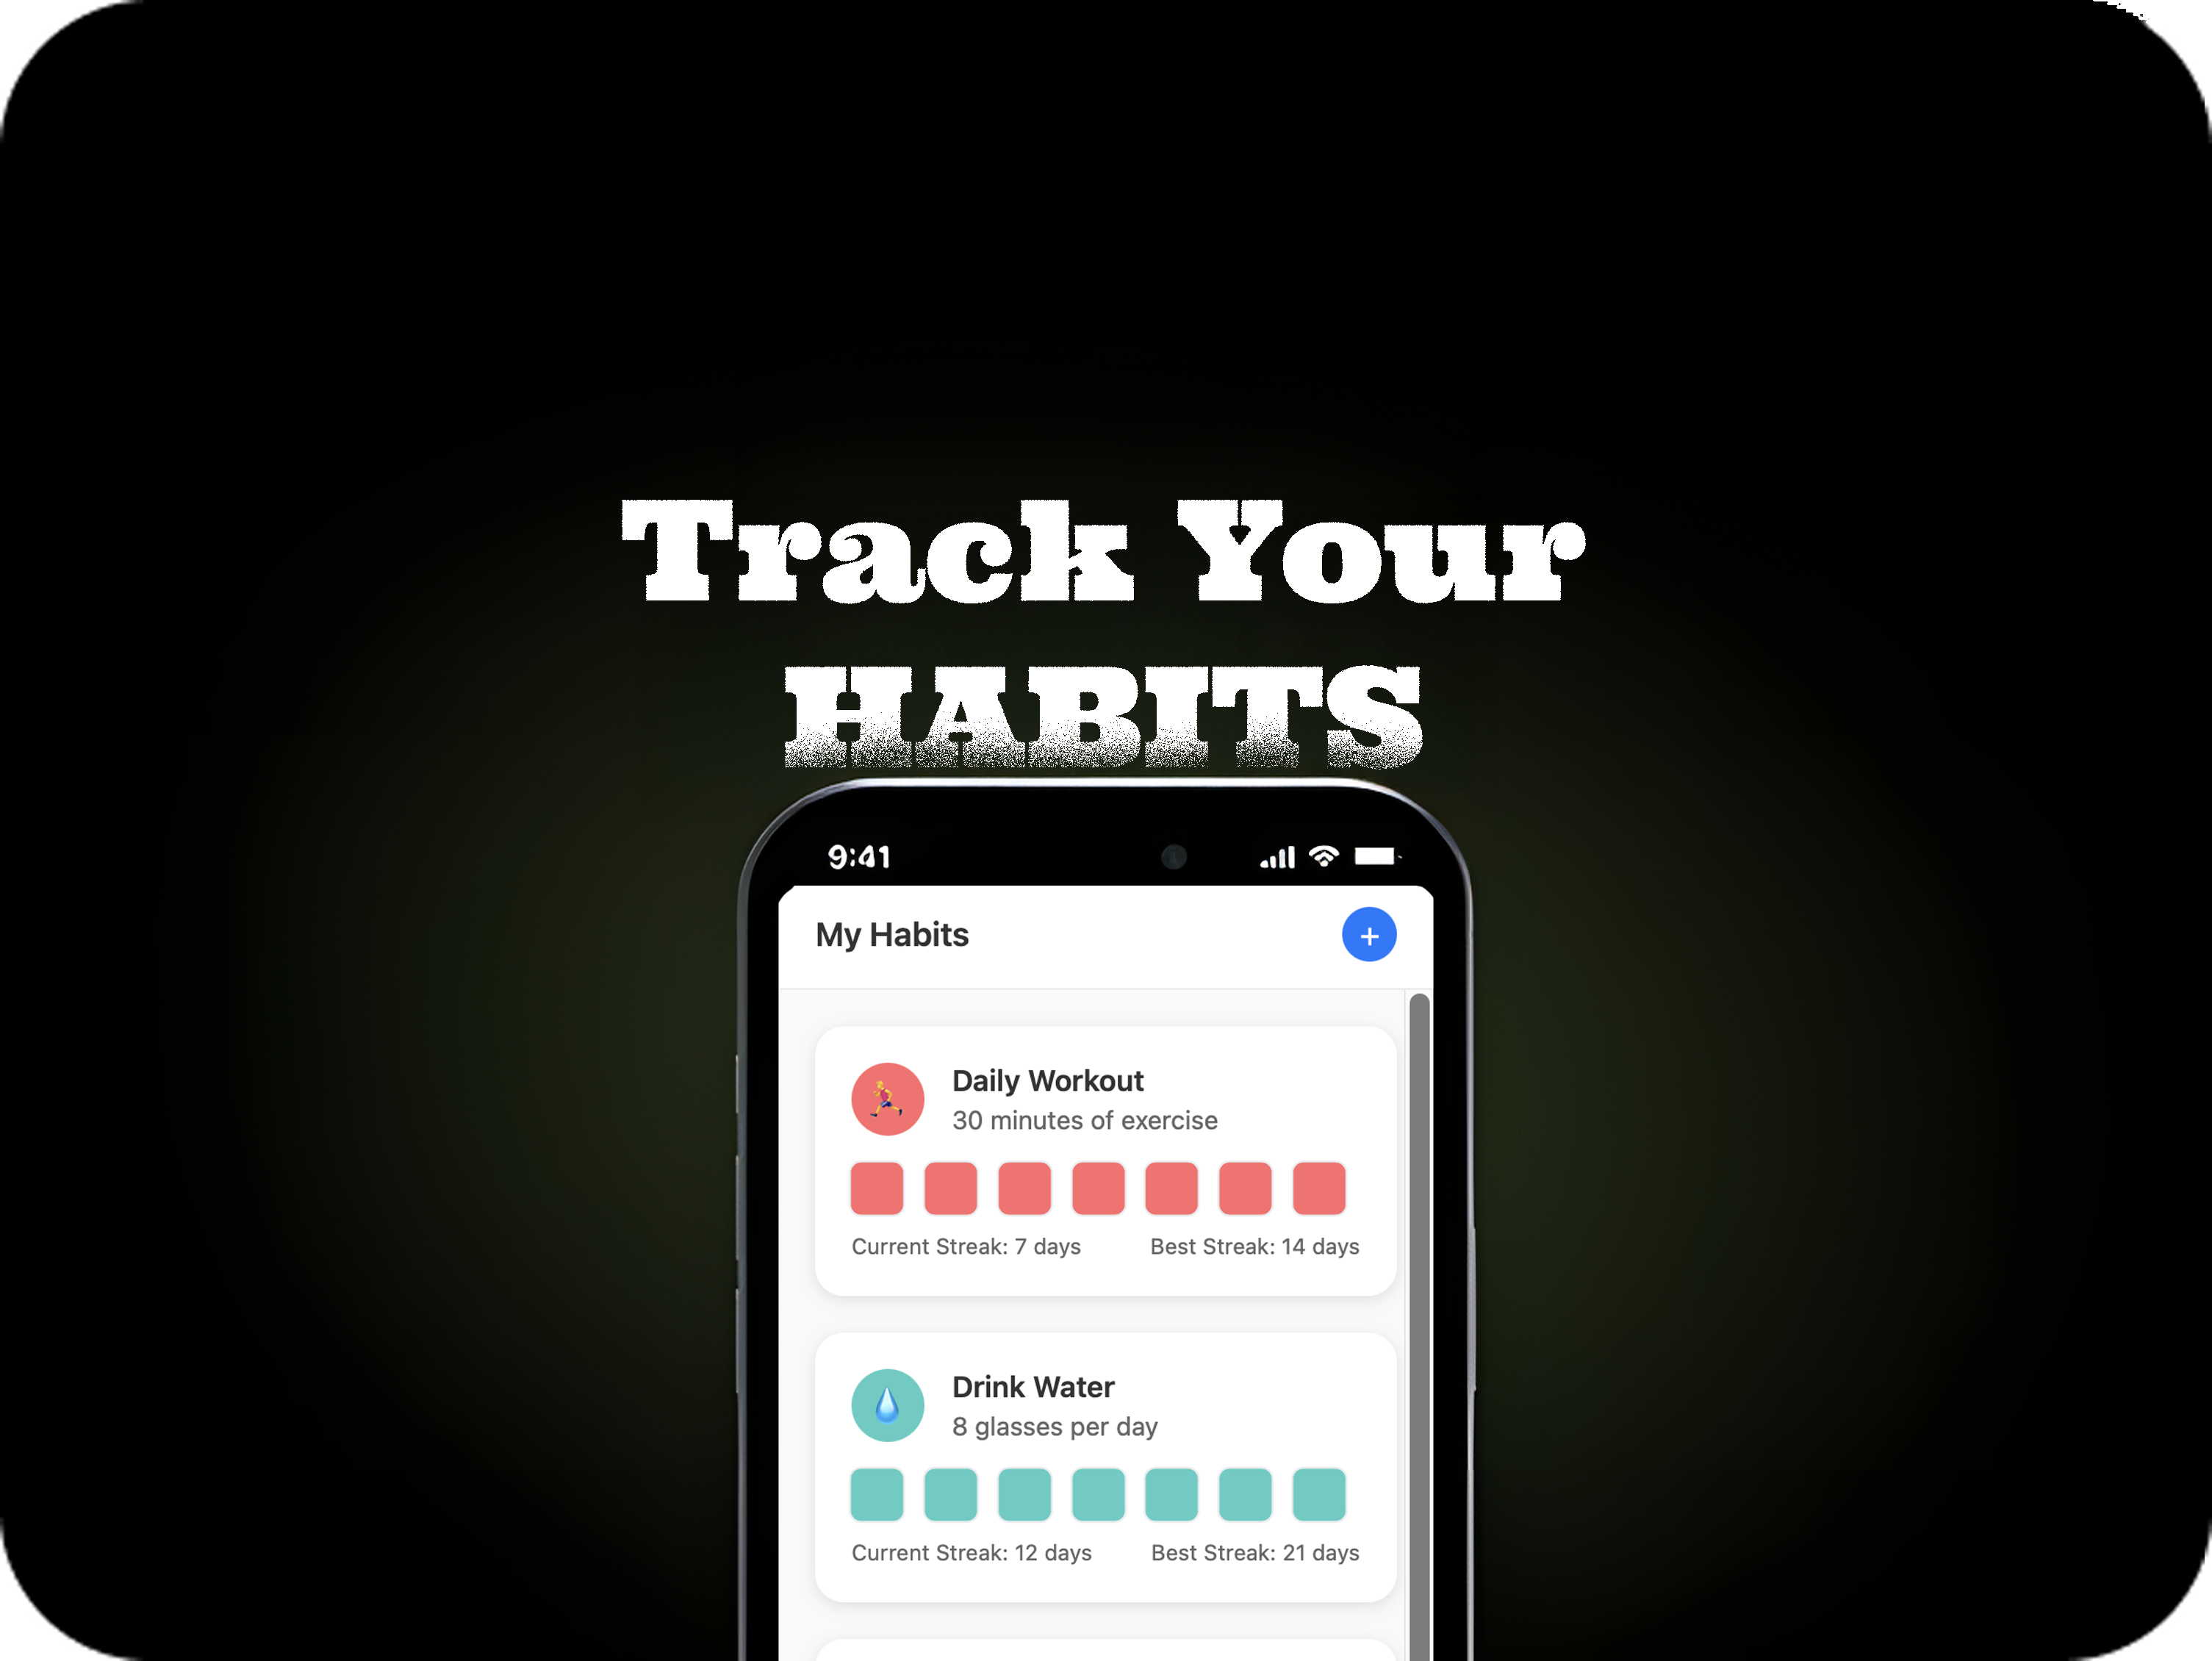 Track Your
HABITS
9:41
My Habits
+
Daily Workout
30 minutes of exercise
Current Streak: 7 days
Best Streak: 14 days
Drink Water
8 glasses per day
Current Streak: 12 days
Best Streak: 21 days